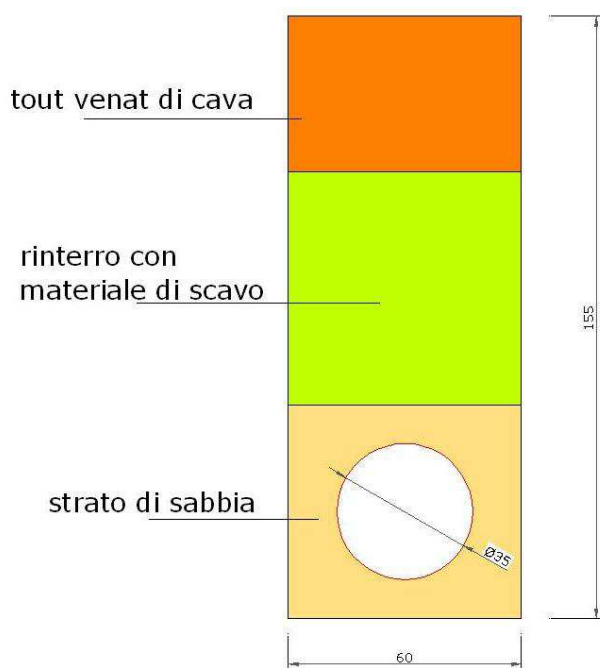 tout venat di cava
rinterro con
materiale di scavo
155
strato di sabbia
Ø35
60